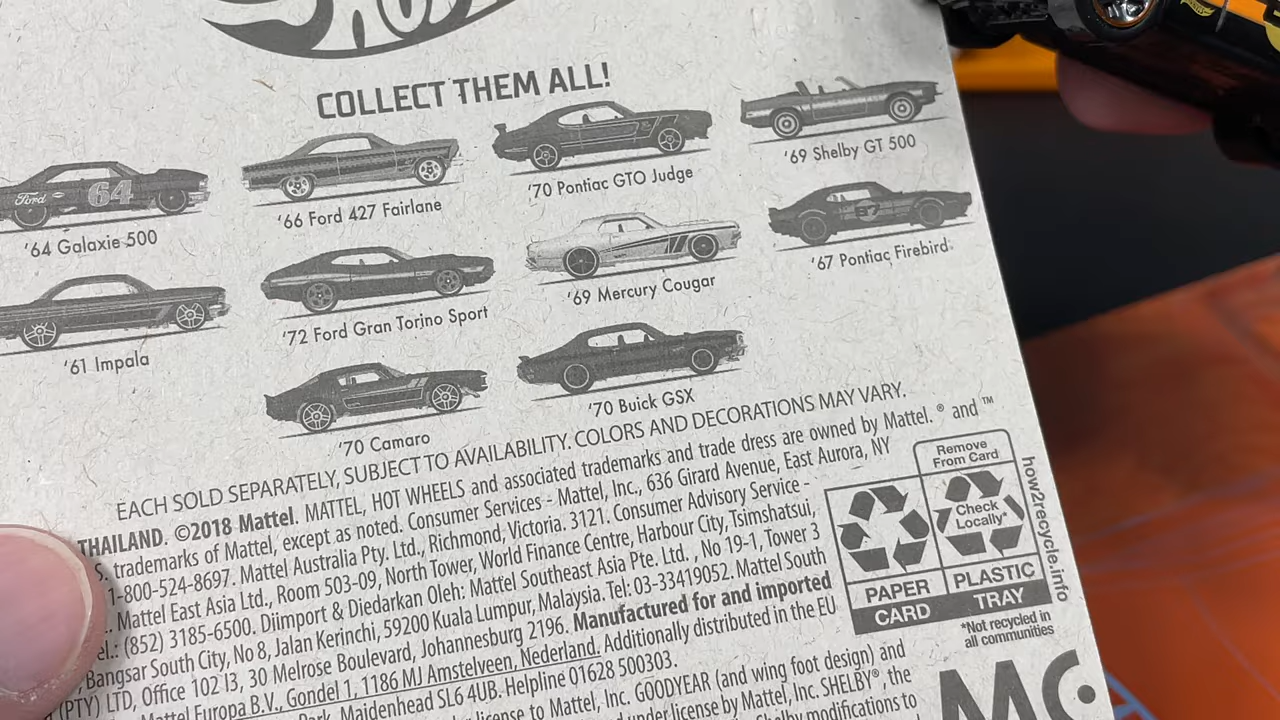 HOT
COLLECT THEM ALL!
Ford 64
'64 Galaxie 500
'66 Ford 427 Fairlane
'70 Pontiac GTO Judge
'69 Shelby GT 500
'61 Impala
'72 Ford Gran Torino Sport
'69 Mercury Cougar
'67 Pontiac Firebird
'70 Camaro
'70 Buick GSX
EACH SOLD SEPARATELY, SUBJECT TO AVAILABILITY. COLORS AND DECORATIONS MAY VARY.
THAILAND. ©2018 Mattel. MATTEL, HOT WHEELS and associated trademarks and trade dress are owned by Mattel. ® and ™
S. trademarks of Mattel, except as noted. Consumer Services - Mattel, Inc., 636 Girard Avenue, East Aurora, NY
1-800-524-8697. Mattel Australia Pty. Ltd., Richmond, Victoria. 3121. Consumer Advisory Service -
. Mattel East Asia Ltd., Room 503-09, North Tower, World Finance Centre, Harbour City, Tsimshatsui,
el.: (852) 3185-6500. Diimport & Diedarkan Oleh: Mattel Southeast Asia Pte. Ltd. , No 19-1, Tower 3
, Bangsar South City, No 8, Jalan Kerinchi, 59200 Kuala Lumpur, Malaysia. Tel: 03-33419052. Mattel South
(PTY) LTD, Office 102 I3, 30 Melrose Boulevard, Johannesburg 2196. Manufactured for and imported
Mattel Europa B.V., Gondel 1, 1186 MJ Amstelveen, Nederland. Additionally distributed in the EU
Park, Maidenhead SL6 4UB. Helpline 01628 500303.
license to Mattel, Inc. GOODYEAR (and wing foot design) and
under license by Mattel, Inc. SHELBY®, the
Shelby modifications to
Remove
From Card
Check
Locally*
PAPER
PLASTIC
CARD
TRAY
how2recycle.info
*Not recycled in
all communities